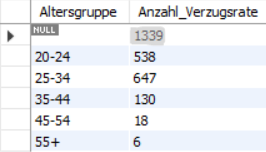 Altersgruppe Anzahl_Verzugsrate
NULL 1339
20-24 538
25-34 647
35-44 130
45-54 18
55+ 6